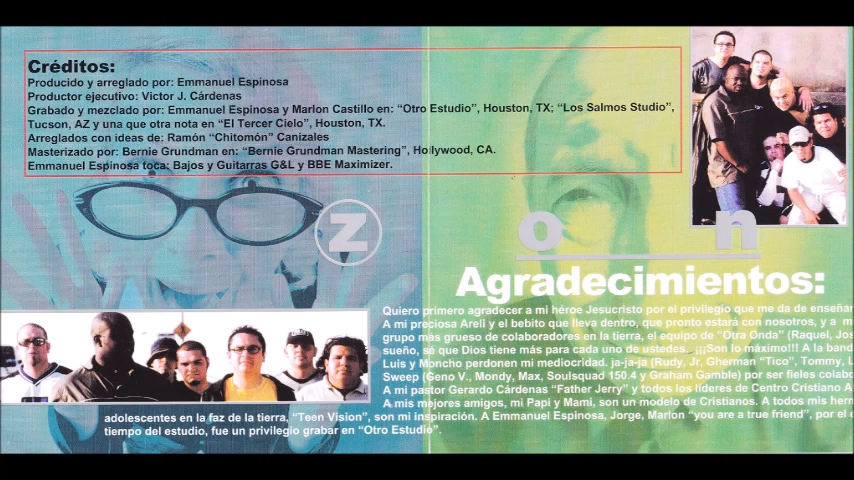 Créditos:
Producido y arreglado por: Emmanuel Espinosa
Productor ejecutivo: Victor J. Cárdenas
Grabado y mezclado por: Emmanuel Espinosa y Marlon Castillo en: “Otro Estudio”, Houston, TX; “Los Salmos Studio”,
Tucson, AZ y una que otra nota en “El Tercer Cielo”, Houston, TX.
Arreglados con ideas de: Ramón “Chitomón” Canizales
Masterizado por: Bernie Grundman en: “Bernie Grundman Mastering”, Hollywood, CA.
Emmanuel Espinosa toca: Bajos y Guitarras G&L y BBE Maximizer.
z o n
Agradecimientos:
Quiero primero agradecer a mi héroe Jesucristo por el privilegio que me da de enseñar
A mi preciosa Areli y el bebito que lleva dentro, que pronto estará con nosotros, y a m
grupo más grueso de colaboradores en la tierra, el equipo de “Otra Onda” (Raquel, Jos
sueño, sé que Dios tiene más para cada uno de ustedes. ¡¡¡Son lo máximo!!! A la band
Luis y Moncho perdonen mi mediocridad. ja-ja-ja (Rudy, Jr. Gherman “Tico”, Tommy, L
Sweep (Geno V., Mondy, Max, Soulsquad 150.4 y Graham Gamble) por ser fieles colabo
A mi pastor Gerardo Cárdenas “Father Jerry” y todos los líderes de Centro Cristiano A
A mis mejores amigos, mi Papi y Mami, son un modelo de Cristianos. A todos mis herm
adolescentes en la faz de la tierra, “Teen Vision”, son mi inspiración. A Emmanuel Espinosa, Jorge, Marlon “you are a true friend”, por el e
tiempo del estudio, fue un privilegio grabar en “Otro Estudio”.